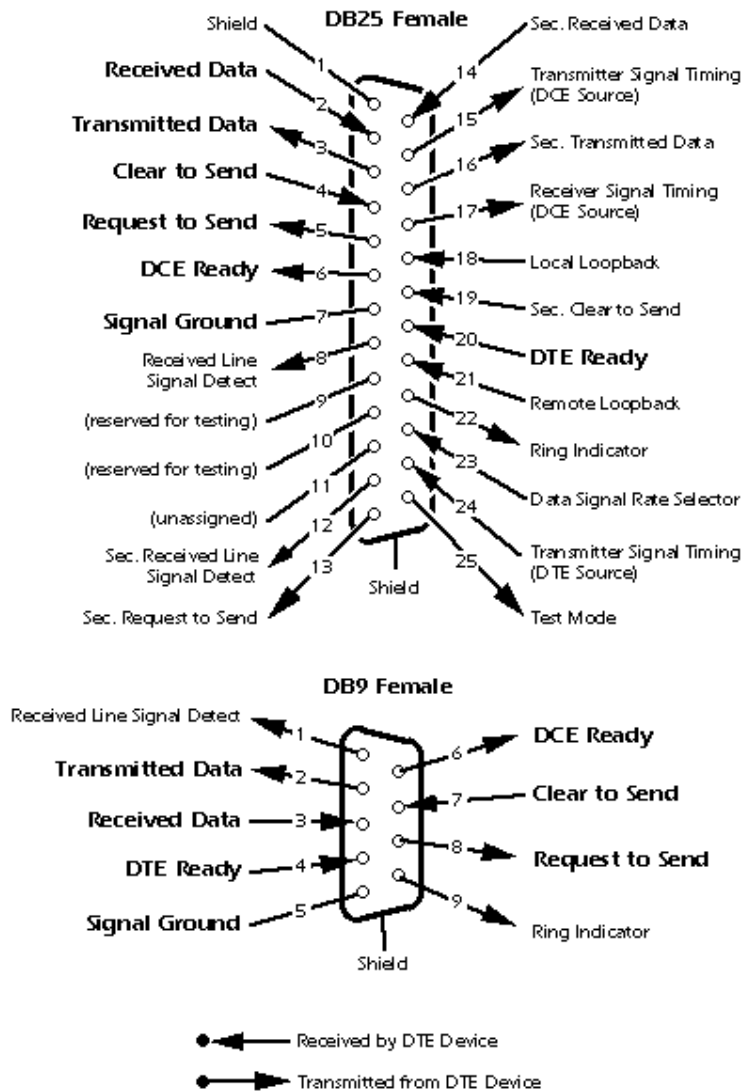 DB25 Female
Shield
1
Received Data
2
Transmitted Data
3
Clear to Send
4
Request to Send
5
DCE Ready
6
Signal Ground
7
Received Line
Signal Detect
8
(reserved for testing)
9
(reserved for testing)
10
(unassigned)
11
Sec. Received Line
Signal Detect
12
Sec. Request to Send
13
Sec. Received Data
14
Transmitter Signal Timing
(DCE Source)
15
Sec. Transmitted Data
16
Receiver Signal Timing
(DCE Source)
17
Local Loopback
18
Sec. Clear to Send
19
DTE Ready
20
Remote Loopback
21
Ring Indicator
22
Data Signal Rate Selector
23
Transmitter Signal Timing
(DTE Source)
24
Test Mode
25
Shield
DB9 Female
Received Line Signal Detect
1
Transmitted Data
2
Received Data
3
DTE Ready
4
Signal Ground
5
DCE Ready
6
Clear to Send
7
Request to Send
8
Ring Indicator
9
Shield
Received by DTE Device
Transmitted from DTE Device